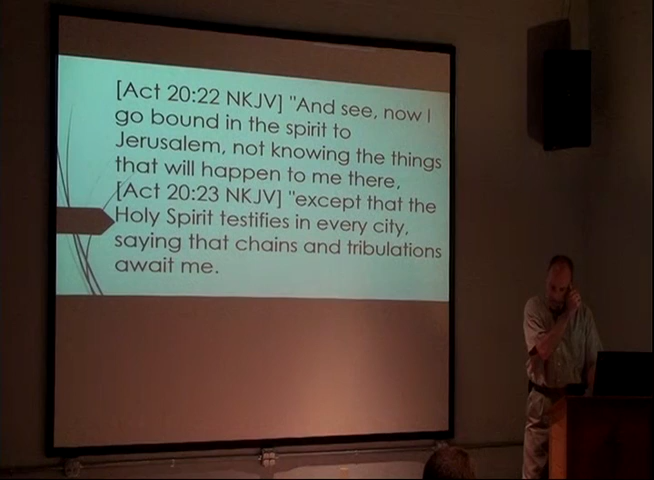 [Act 20:22 NKJV] "And see, now I
go bound in the spirit to
Jerusalem, not knowing the things
that will happen to me there,
[Act 20:23 NKJV] "except that the
Holy Spirit testifies in every city,
saying that chains and tribulations
await me.